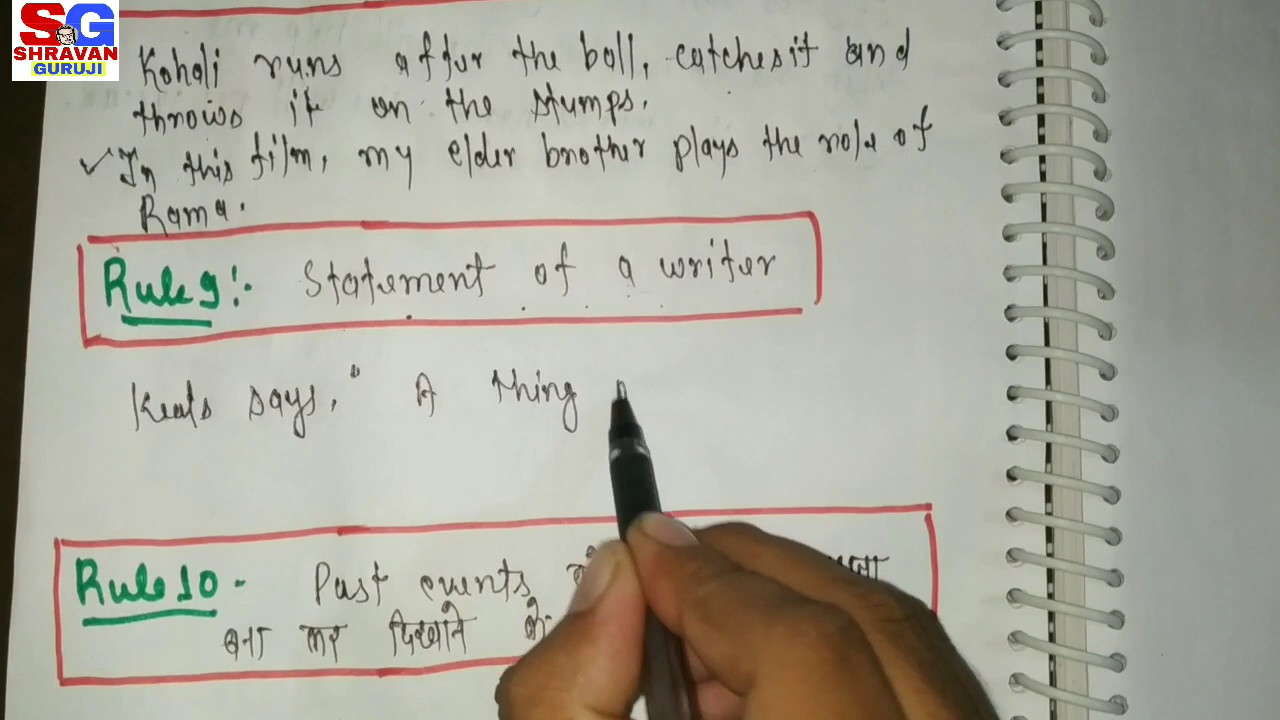 SG
SHRAVAN
GURUJI
Kohali runs after the ball, catches it and
throws it on the stumps.
✓ In this film, my elder brother plays the role of
Rama.
Rule 9:- Statement of a writer
Keats says, " A thing
Rule 10- Past events
बना कर दिखाने के